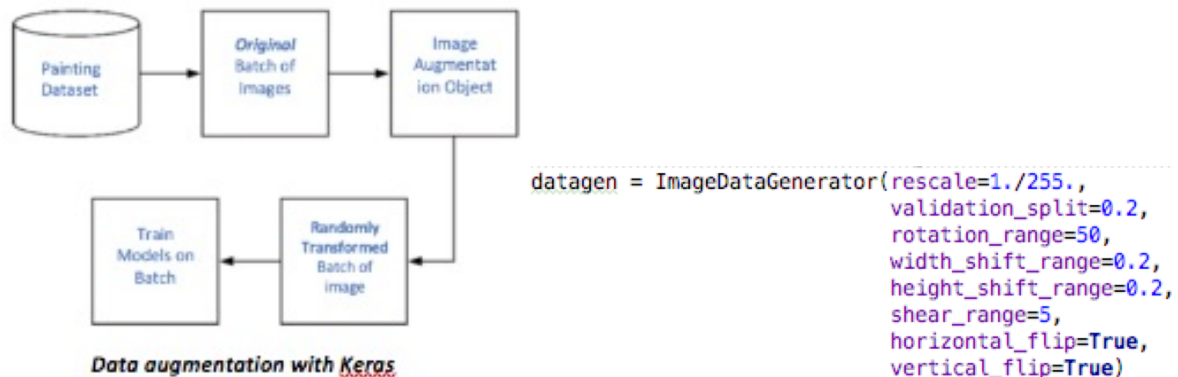 Painting
Dataset
Original
Batch of
Images
Image
Augmentat
ion Object
Randomly
Transformed
Batch of
image
Train
Models on
Batch
Data augmentation with Keras
datagen = ImageDataGenerator(rescale=1./255.,
validation_split=0.2,
rotation_range=50,
width_shift_range=0.2,
height_shift_range=0.2,
shear_range=5,
horizontal_flip=True,
vertical_flip=True)